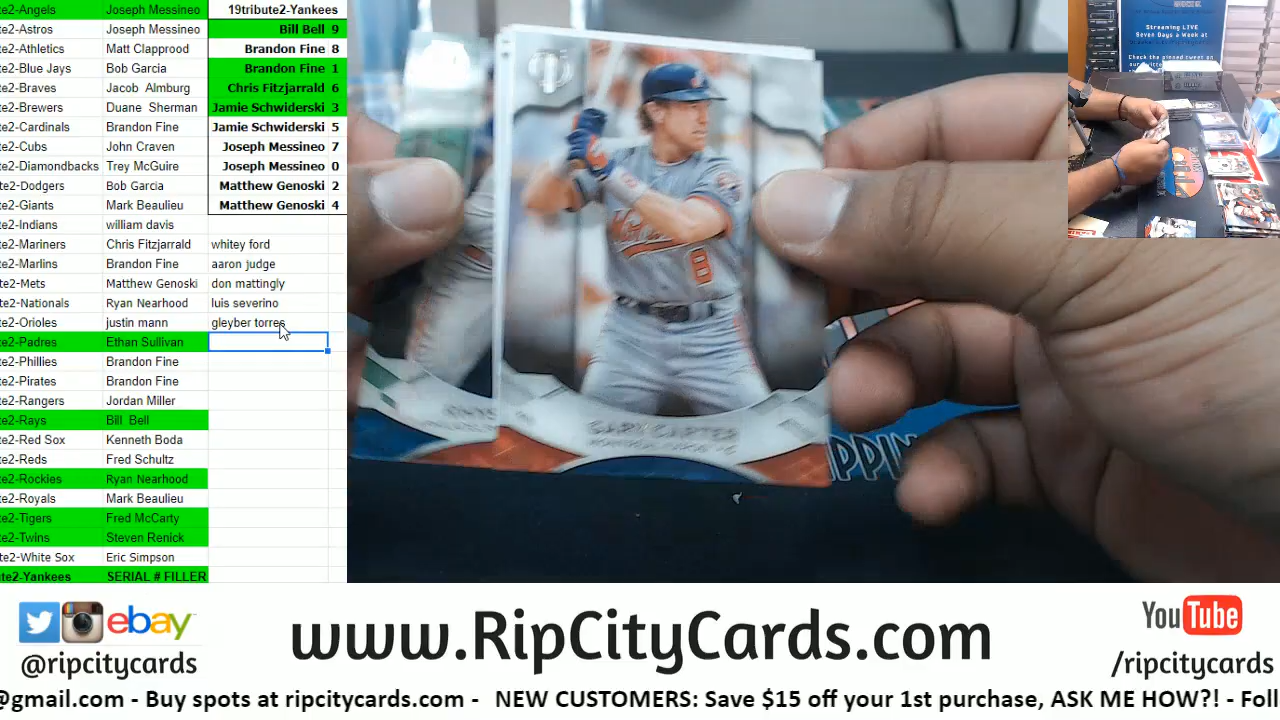 te2-Angels Joseph Messineo 19tribute2-Yankees
te2-Astros Joseph Messineo Bill Bell 9
te2-Athletics Matt Clapprood Brandon Fine 8
te2-Blue Jays Bob Garcia Brandon Fine 1
te2-Braves Jacob Almburg Chris Fitzjarrald 6
te2-Brewers Duane Sherman Jamie Schwiderski 3
te2-Cardinals Brandon Fine Jamie Schwiderski 5
te2-Cubs John Craven Joseph Messineo 7
te2-Diamondbacks Trey McGuire Joseph Messineo 0
te2-Dodgers Bob Garcia Matthew Genoski 2
te2-Giants Mark Beaulieu Matthew Genoski 4
te2-Indians william davis
te2-Mariners Chris Fitzjarrald whitey ford
te2-Marlins Brandon Fine aaron judge
te2-Mets Matthew Genoski don mattingly
te2-Nationals Ryan Nearhood luis severino
te2-Orioles justin mann gleyber torres
te2-Padres Ethan Sullivan
te2-Phillies Brandon Fine
te2-Pirates Brandon Fine
te2-Rangers Jordan Miller
te2-Rays Bill Bell
te2-Red Sox Kenneth Boda
te2-Reds Fred Schultz
te2-Rockies Ryan Nearhood
te2-Royals Mark Beaulieu
te2-Tigers Fred McCarty
te2-Twins Steven Renick
te2-White Sox Eric Simpson
te2-Yankees SERIAL # FILLER
8
GARY CARTER
IPPIN
Streaming LIVE
Seven Days a Week at
Check the pinned tweet
ebay
@ripcitycards
www.RipCityCards.com
YouTube
/ripcitycards
@gmail.com - Buy spots at ripcitycards.com - NEW CUSTOMERS: Save $15 off your 1st purchase, ASK ME HOW?! - Foll